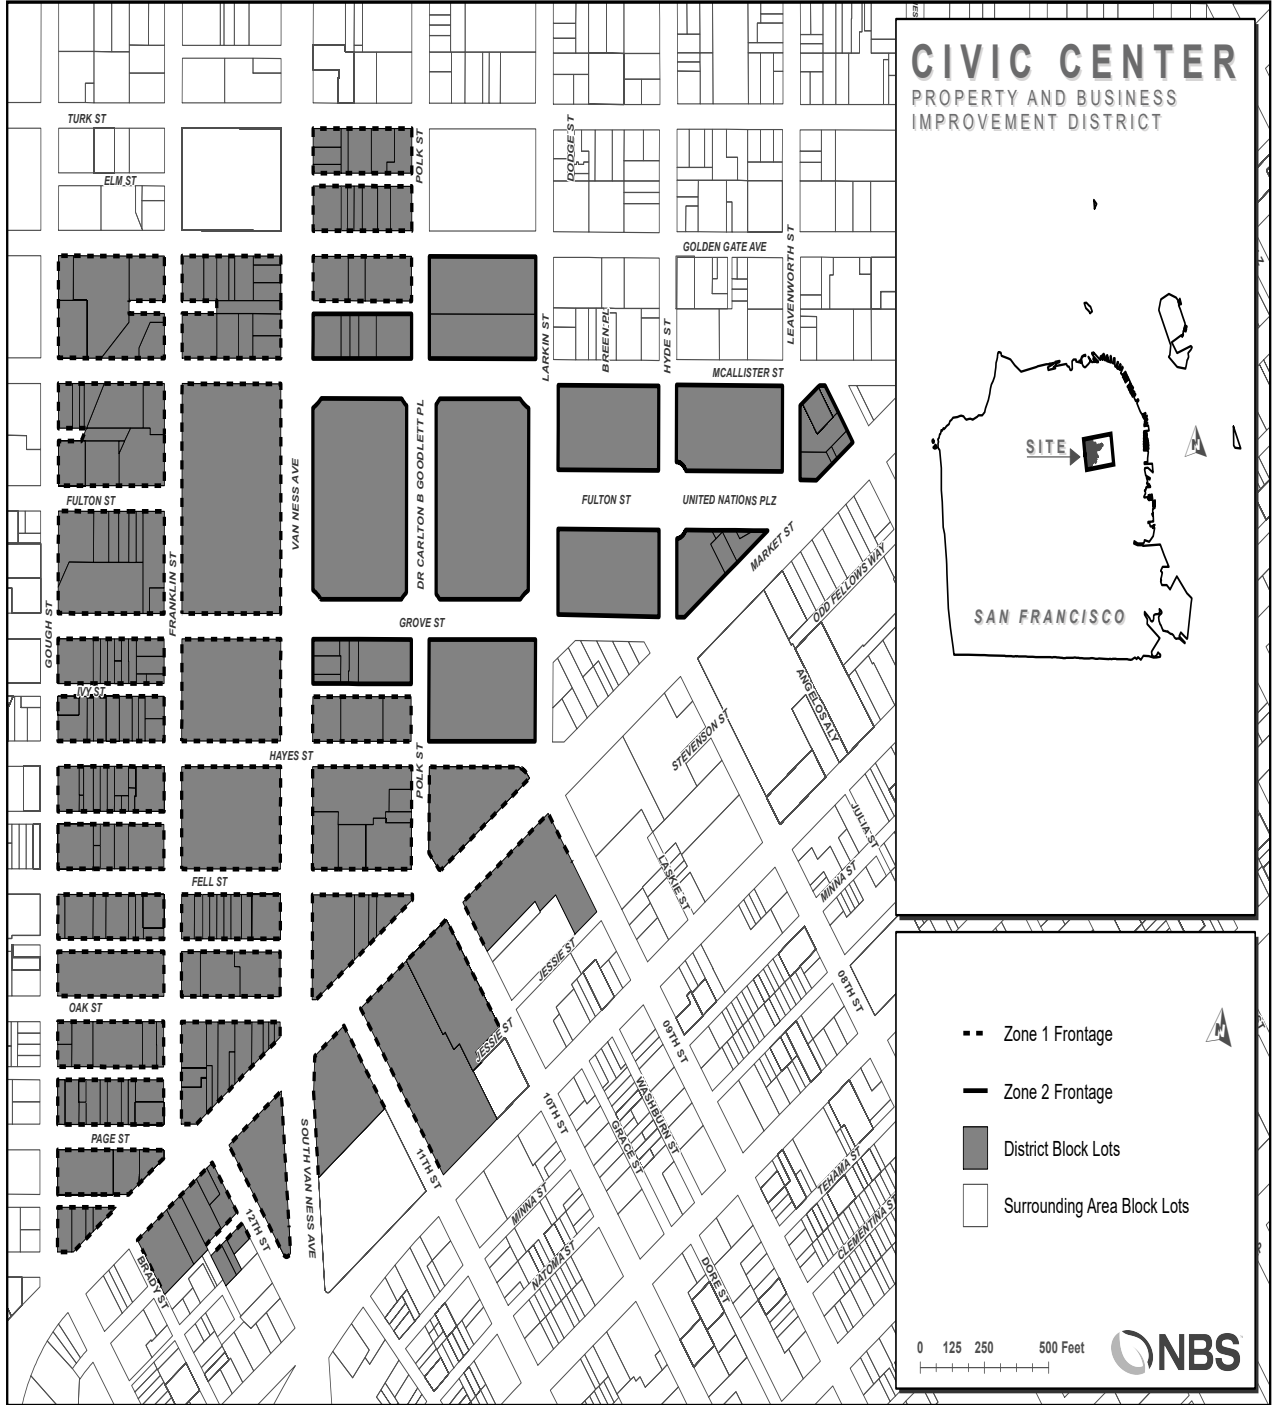 CIVIC CENTER
PROPERTY AND BUSINESS
IMPROVEMENT DISTRICT
TURK ST
ELM ST
POLK ST
DODGE ST
GOLDEN GATE AVE
LEAVENWORTH ST
LARKIN ST
BREEN PL
HYDE ST
MCALLISTER ST
SITE
VAN NESS AVE
DR CARLTON B GOODLETT PL
FULTON ST
FULTON ST
UNITED NATIONS PLZ
MARKET ST
ODD FELLOWS WAY
FRANKLIN ST
GOUGH ST
GROVE ST
SAN FRANCISCO
IVY ST
ANGELOS ALY
STEVENSON ST
HAYES ST
POLK ST
JULIA ST
MINNA ST
LASKIE ST
FELL ST
JESSIE ST
08TH ST
OAK ST
JESSIE ST
09TH ST
10TH ST
WASHBURN ST
GRACE ST
PAGE ST
SOUTH VAN NESS AVE
11TH ST
12TH ST
BRADY ST
MINNA ST
NATOMA ST
TEHAMA ST
CLEMENTINA ST
DORE ST
Zone 1 Frontage
Zone 2 Frontage
District Block Lots
Surrounding Area Block Lots
0 125 250 500 Feet
NBS